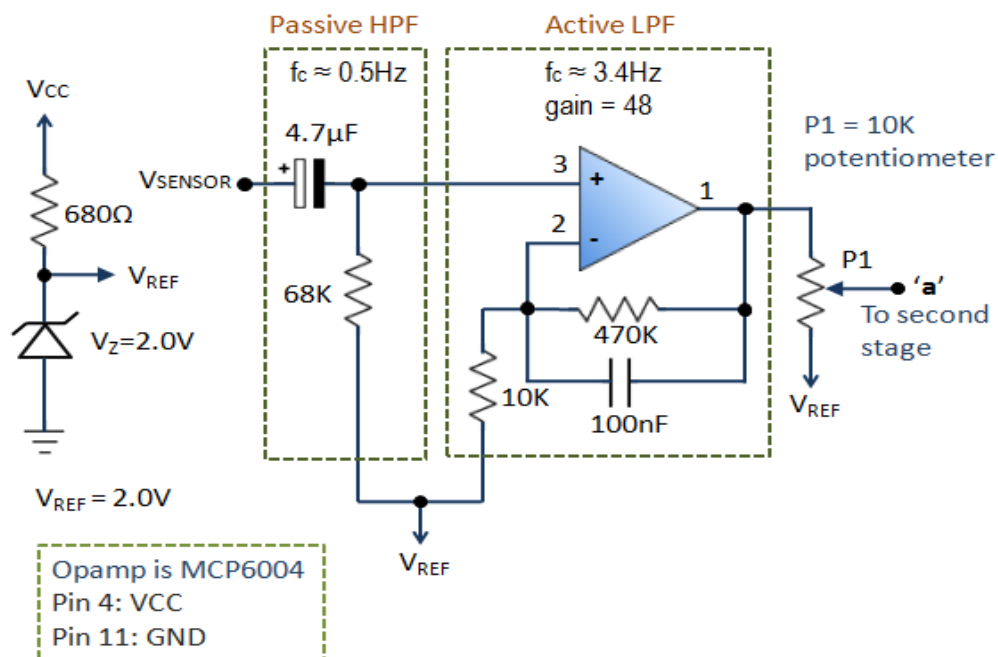 Passive HPF
Active LPF
fc ≈ 0.5Hz
fc ≈ 3.4Hz
gain = 48
VCC
4.7µF
P1 = 10K
potentiometer
+
3
+
1
VSENSOR
680Ω
2
-
VREF
68K
P1
'a'
To second
stage
VZ=2.0V
470K
10K
100nF
VREF
VREF = 2.0V
VREF
Opamp is MCP6004
Pin 4: VCC
Pin 11: GND